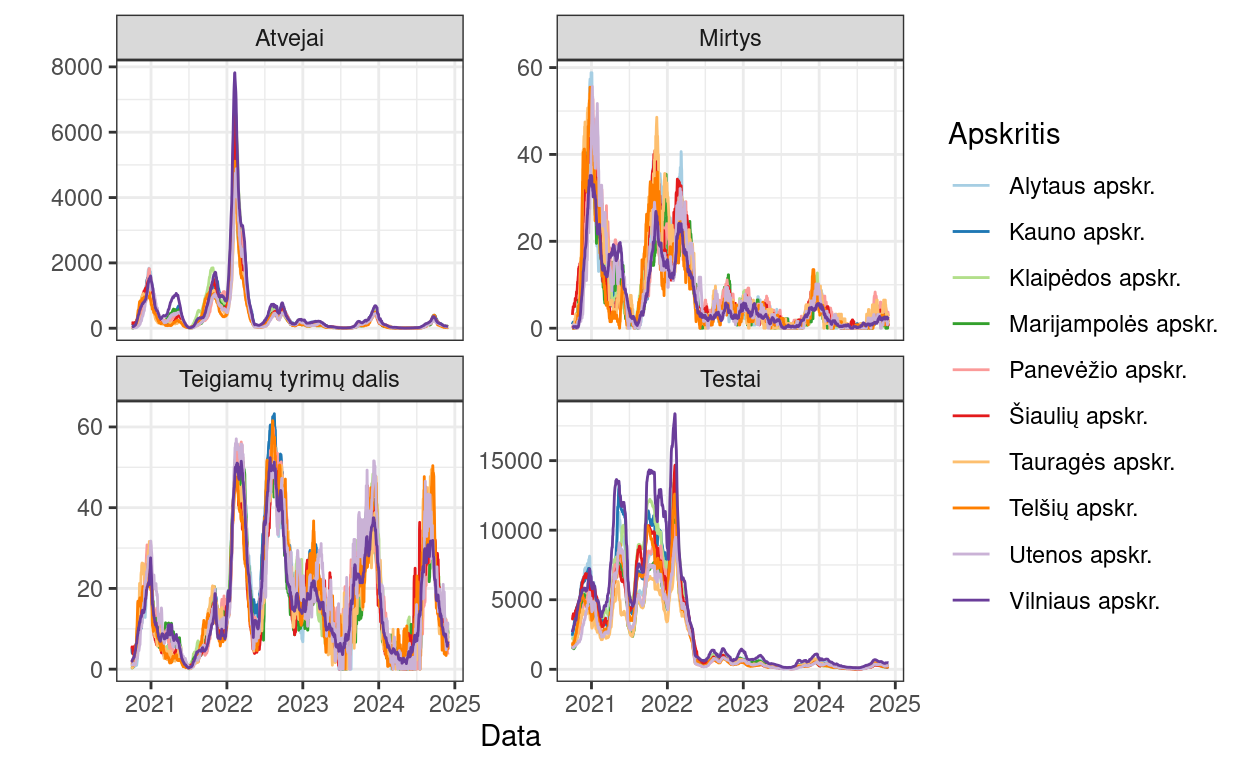 Atvejai
Mirtys
8000
6000
4000
2000
0
60
40
20
0
Teigiamų tyrimų dalis
Testai
60
40
20
0
15000
10000
5000
0
2021 2022 2023 2024 2025
2021 2022 2023 2024 2025
Data
Apskritis
Alytaus apskr.
Kauno apskr.
Klaipėdos apskr.
Marijampolės apskr.
Panevėžio apskr.
Šiaulių apskr.
Tauragės apskr.
Telšių apskr.
Utenos apskr.
Vilniaus apskr.